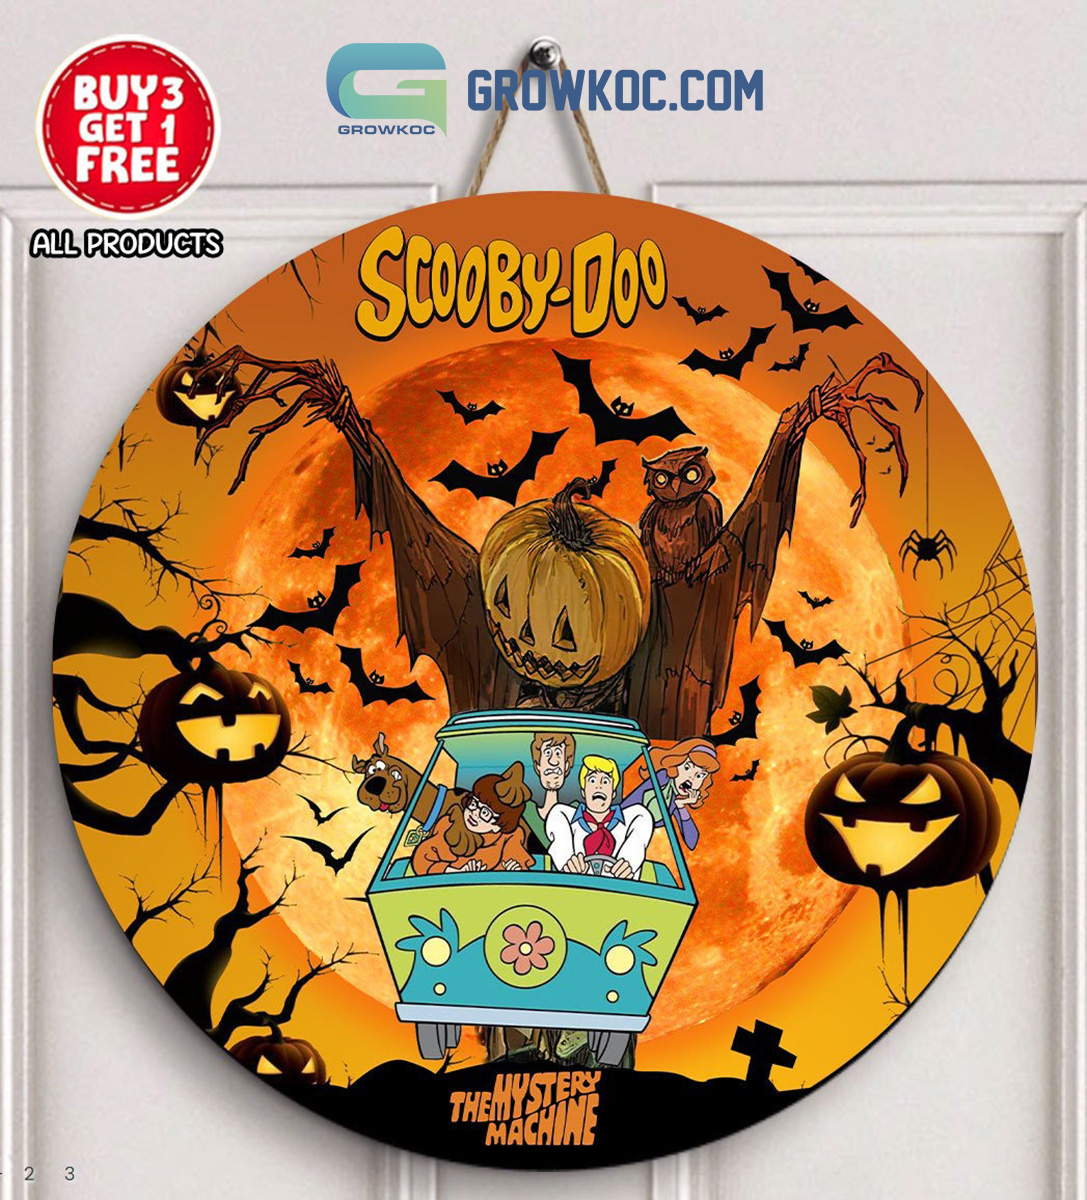 BUY 3
GET 1
FREE
ALL PRODUCTS
GROWKOC
GROWKOC.COM
SCOOBY-DOO
THE MYSTERY
MACHINE
2 3